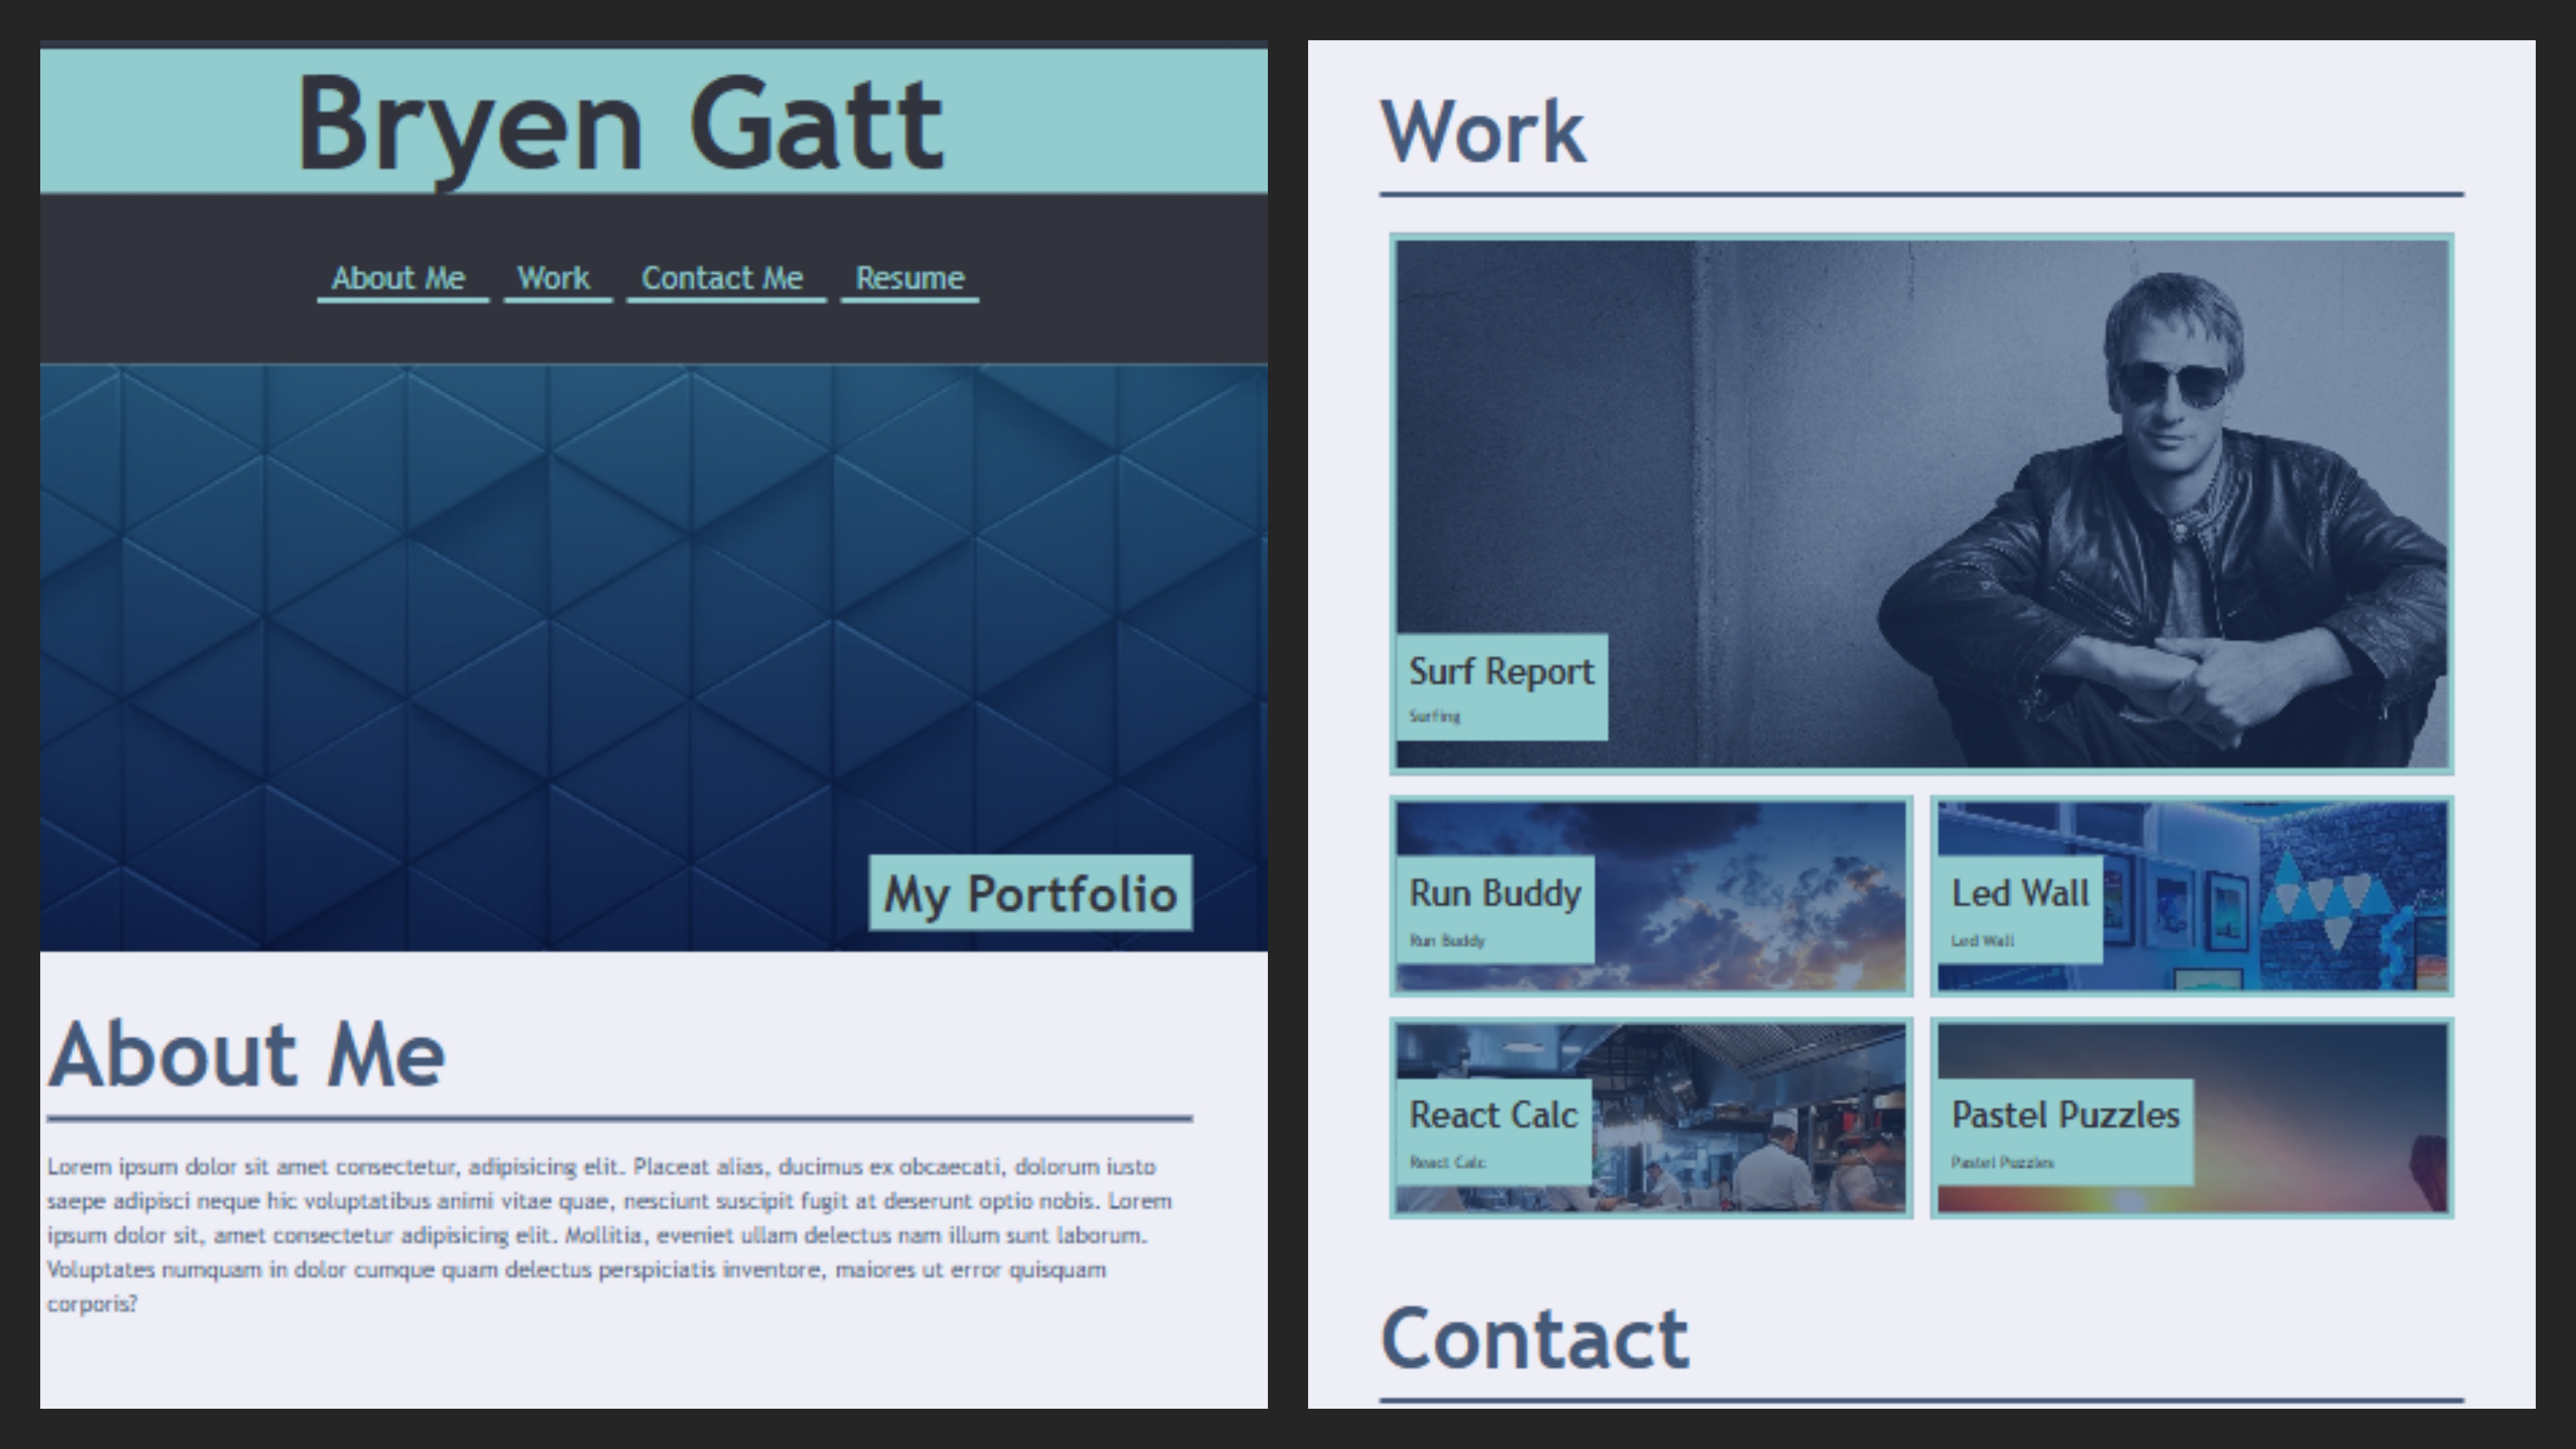 Bryen Gatt
About Me Work Contact Me Resume
My Portfolio
About Me
Lorem ipsum dolor sit amet consectetur, adipisicing elit. Placeat alias, ducimus ex obcaecati, dolorum iusto
saepe adipisci neque hic voluptatibus animi vitae quae, nesciunt suscipit fugit at deserunt optio nobis. Lorem
ipsum dolor sit, amet consectetur adipisicing elit. Mollitia, eveniet ullam delectus nam illum sunt laborum.
Voluptates numquam in dolor cumque quam delectus perspiciatis inventore, maiores ut error quisquam
corporis?
Work
Surf Report
Surfing
Run Buddy
Run Buddy
Led Wall
Led Wall
React Calc
React Calc
Pastel Puzzles
Pastel Puzzles
Contact